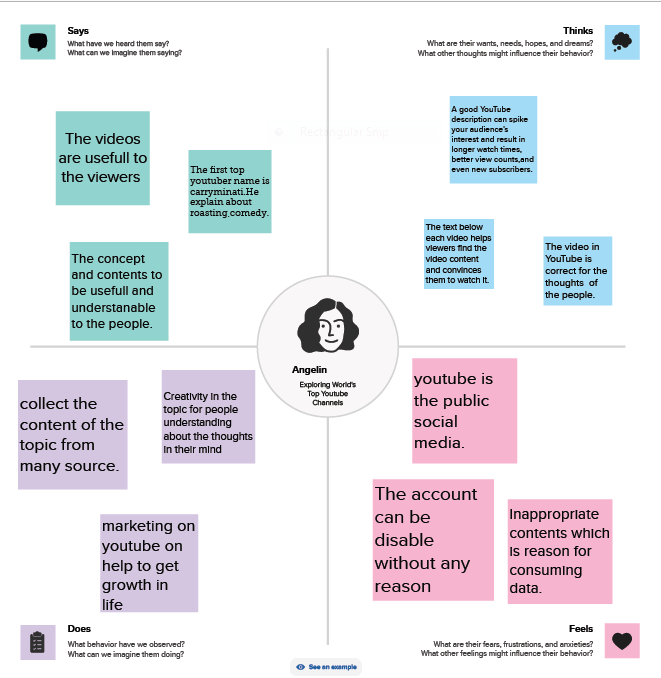 Says
What have we heard them say?
What can we imagine them saying?
Thinks
What are their wants, needs, hopes, and dreams?
What other thoughts might influence their behavior?
Rectangular Snip
The videos
are usefull to
the viewers
The first top
youtuber name is
carryminati.He
explain about
roasting,comedy.
The concept
and contents to
be usefull and
understanable
to the people.
A good YouTube
description can spike
your audience's
interest and result in
longer watch times,
better view counts,and
even new subscribers.
The text below
each video helps
viewers find the
video content
and convinces
them to watch it.
The video in
YouTube is
correct for the
thoughts of
the people.
Angelin
Exploring World's
Top Youtube
Channels
collect the
content of the
topic from
many source.
Creativity in the
topic for people
understanding
about the thoughts
in their mind
marketing on
youtube on
help to get
growth in
life
youtube is
the public
social
media.
The account
can be
disable
without any
reason
Inappropriate
contents which
is reason for
consuming
data.
Does
What behavior have we observed?
What can we imagine them doing?
Feels
What are their fears, frustrations, and anxieties?
What other feelings might influence their behavior?
See an example